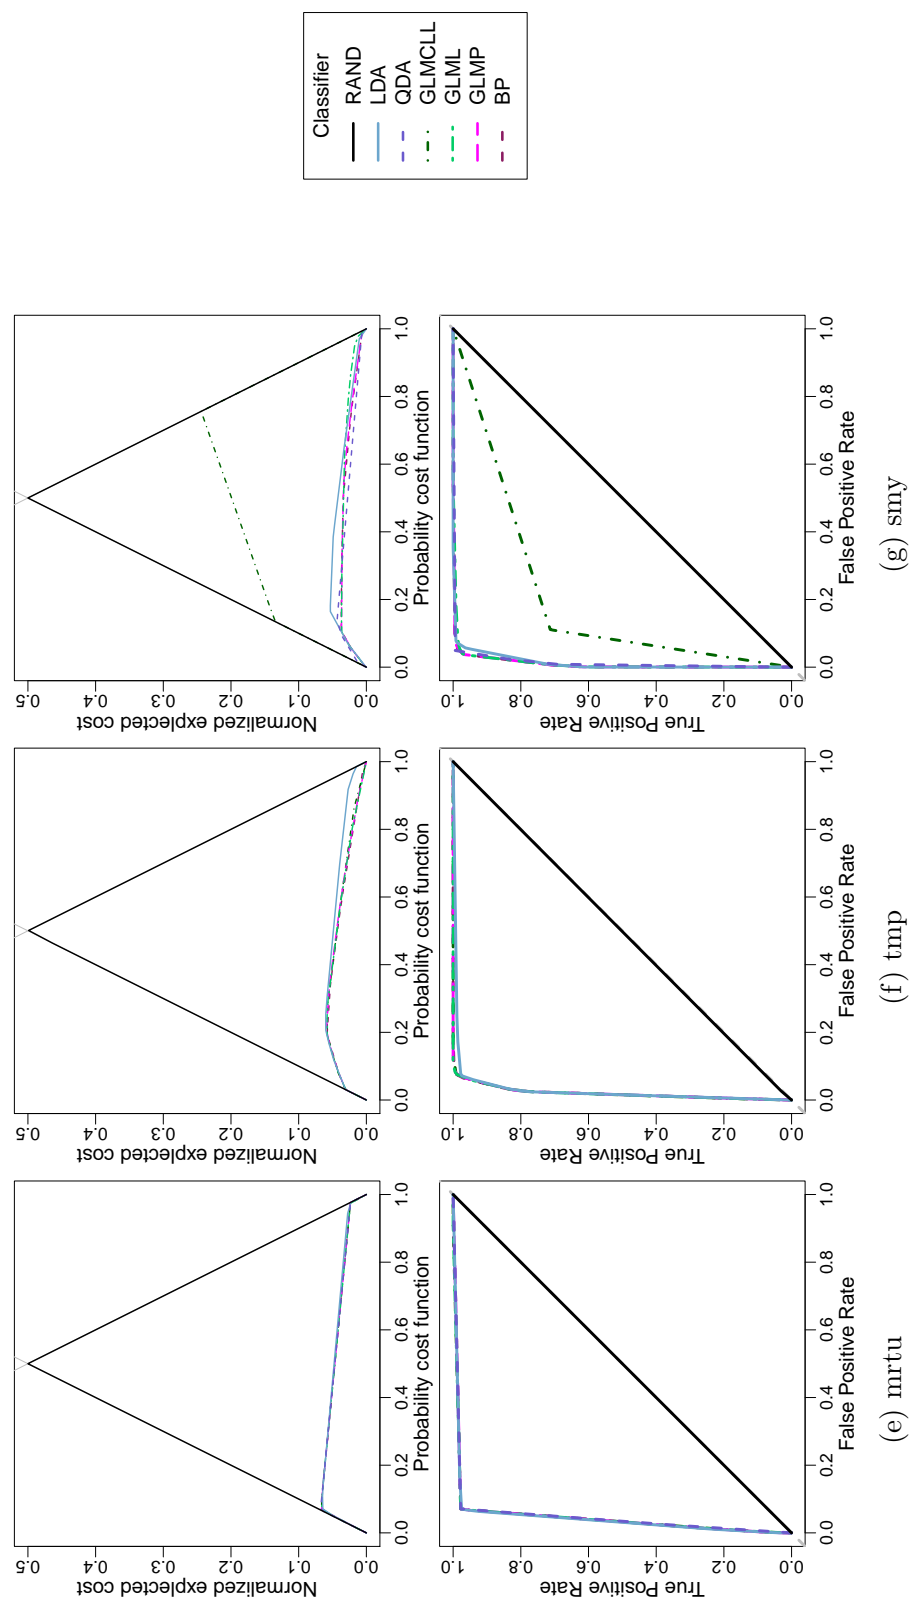 Normalized explected cost
0.5
0.4
0.3
0.2
0.1
0.0
0.0 0.2 0.4 0.6 0.8 1.0
Probability cost function
Normalized explected cost
0.5
0.4
0.3
0.2
0.1
0.0
0.0 0.2 0.4 0.6 0.8 1.0
Probability cost function
Normalized explected cost
0.5
0.4
0.3
0.2
0.1
0.0
0.0 0.2 0.4 0.6 0.8 1.0
Probability cost function
Classifier
RAND
LDA
QDA
GLMCLL
GLML
GLMP
BP
True Positive Rate
1.0
0.8
0.6
0.4
0.2
0.0
0.0 0.2 0.4 0.6 0.8 1.0
False Positive Rate
(e) mrtu
True Positive Rate
1.0
0.8
0.6
0.4
0.2
0.0
0.0 0.2 0.4 0.6 0.8 1.0
False Positive Rate
(f) tmp
True Positive Rate
1.0
0.8
0.6
0.4
0.2
0.0
0.0 0.2 0.4 0.6 0.8 1.0
False Positive Rate
(g) smy